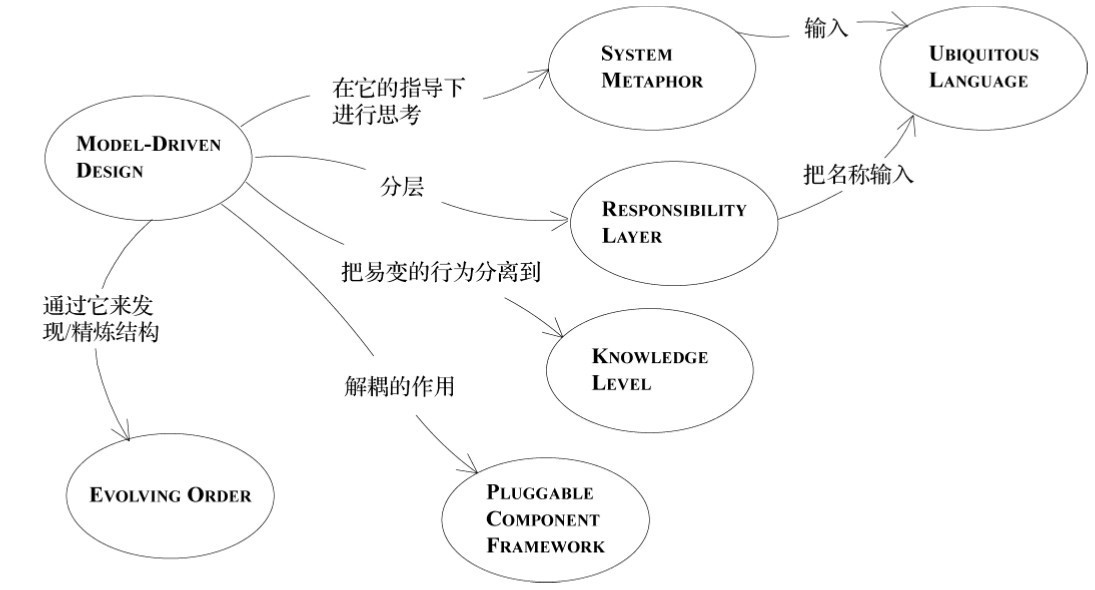 SYSTEM
METAPHOR
输入
UBIQUITOUS
LANGUAGE
在它的指导下
进行思考
MODEL-DRIVEN
DESIGN
分层
把名称输入
RESPONSIBILITY
LAYER
把易变的行为分离到
通过它来发
现/精炼结构
KNOWLEDGE
LEVEL
解耦的作用
EVOLVING ORDER
PLUGGABLE
COMPONENT
FRAMEWORK